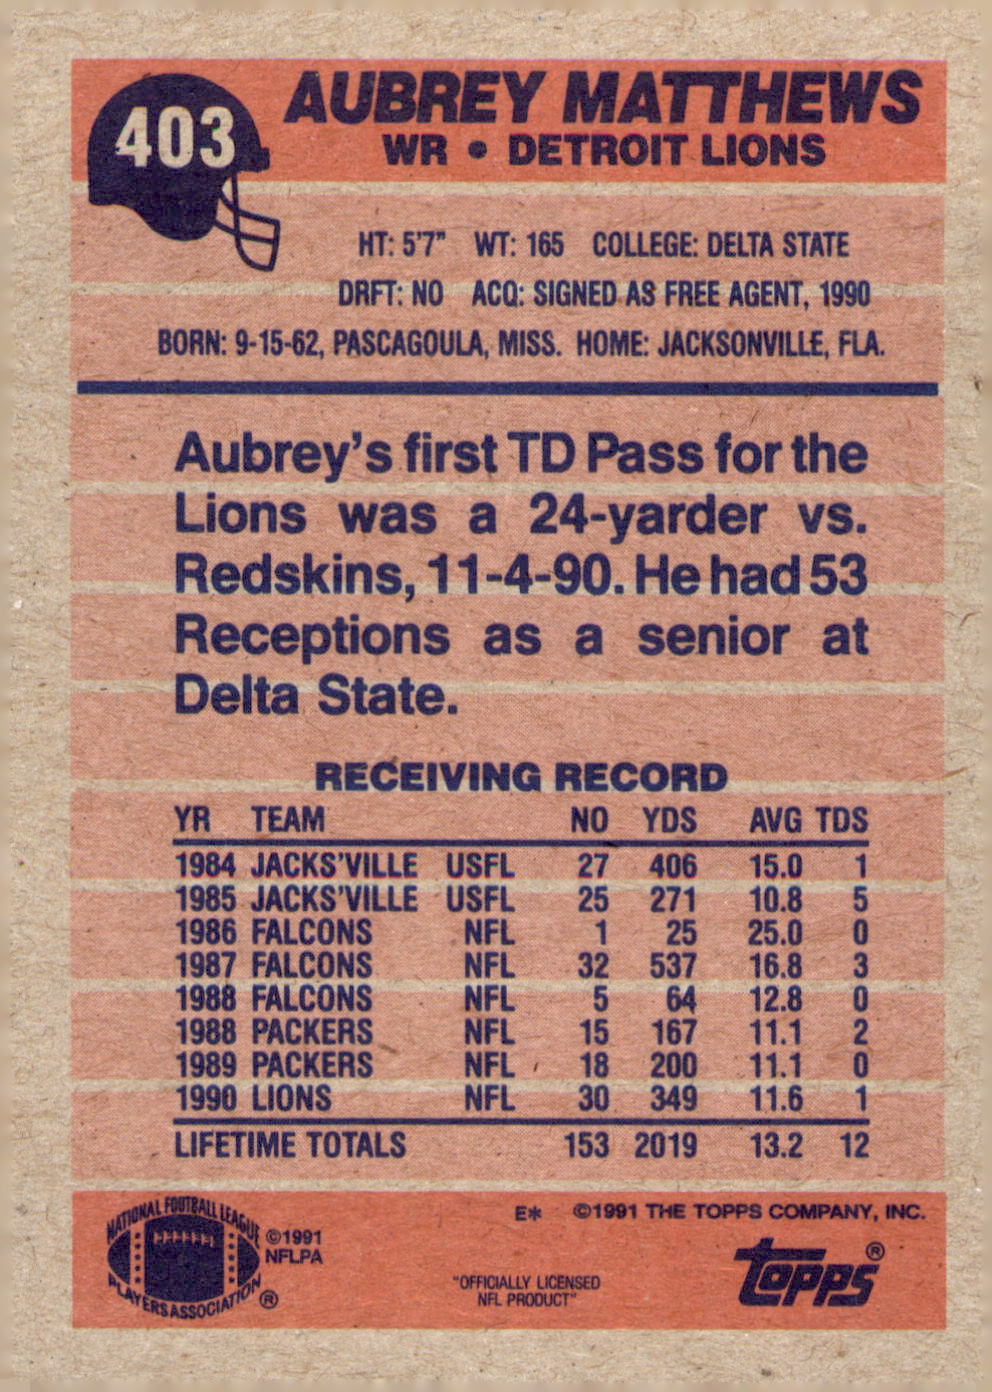 403
AUBREY MATTHEWS
WR • DETROIT LIONS
HT: 5'7" WT: 165 COLLEGE: DELTA STATE
DRFT: NO ACQ: SIGNED AS FREE AGENT, 1990
BORN: 9-15-62, PASCAGOULA, MISS. HOME: JACKSONVILLE, FLA.
Aubrey's first TD Pass for the
Lions was a 24-yarder vs.
Redskins, 11-4-90. He had 53
Receptions as a senior at
Delta State.
RECEIVING RECORD
YR TEAM NO YDS AVG TDS
1984 JACKS'VILLE USFL 27 406 15.0 1
1985 JACKS'VILLE USFL 25 271 10.8 5
1986 FALCONS NFL 1 25 25.0 0
1987 FALCONS NFL 32 537 16.8 3
1988 FALCONS NFL 5 64 12.8 0
1988 PACKERS NFL 15 167 11.1 2
1989 PACKERS NFL 18 200 11.1 0
1990 LIONS NFL 30 349 11.6 1
LIFETIME TOTALS 153 2019 13.2 12
NATIONAL FOOTBALL LEAGUE
PLAYERS ASSOCIATION ®
©1991
NFLPA
E* ©1991 THE TOPPS COMPANY, INC.
"OFFICIALLY LICENSED
NFL PRODUCT"
TOPPS ®